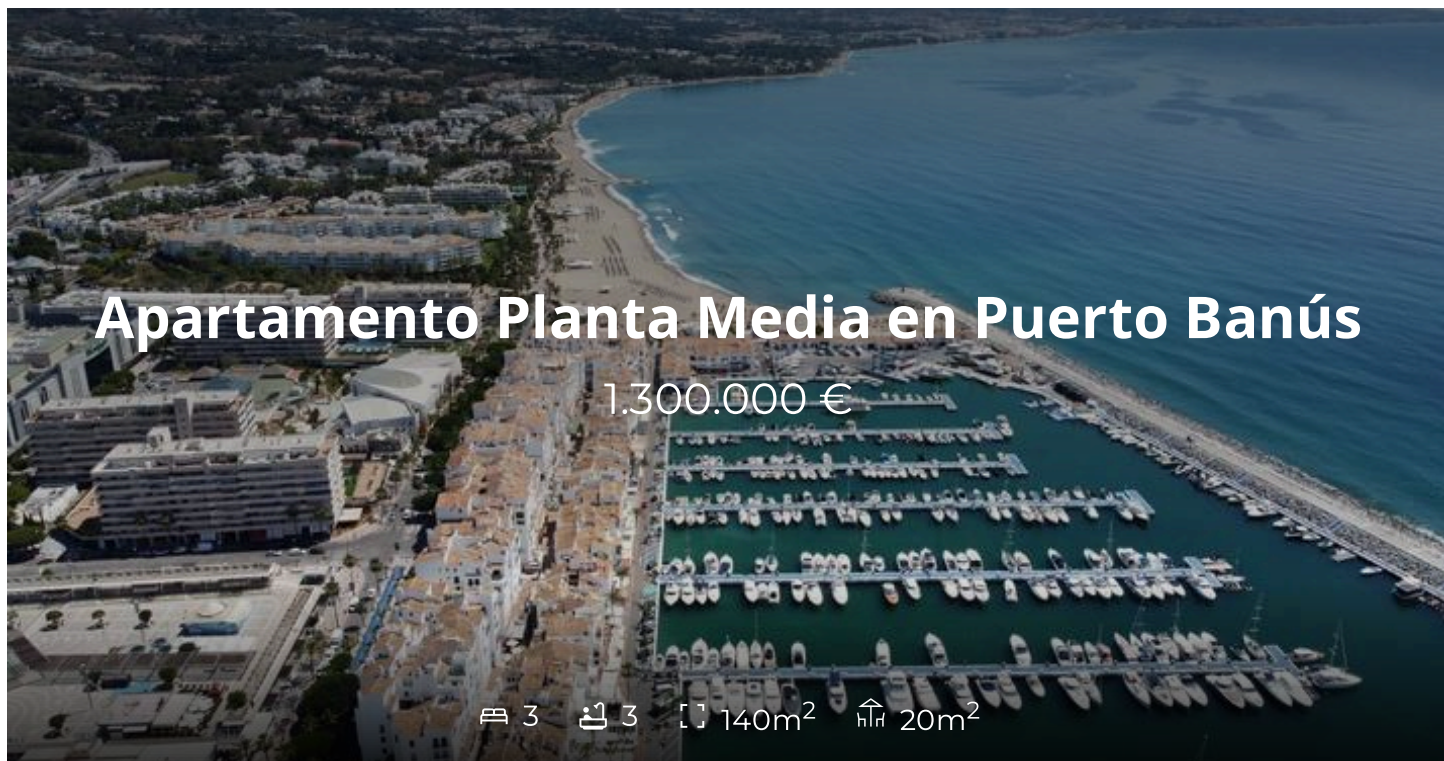 Apartamento Planta Media en Puerto Banús
1.300.000 €
3 3 140m² 20m²